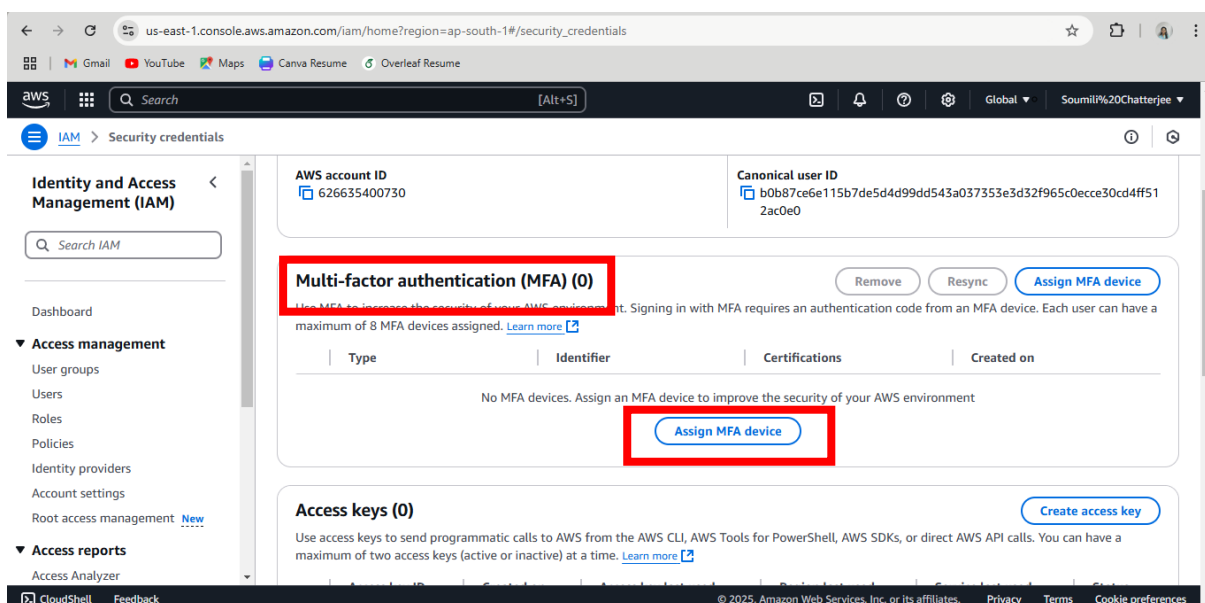 us-east-1.console.aws.amazon.com/iam/home?region=ap-south-1#/security_credentials
Gmail YouTube Maps Canva Resume Overleaf Resume
aws Search [Alt+S] Global Soumili%20Chatterjee
IAM > Security credentials
Identity and Access
Management (IAM)
Search IAM
Dashboard
Access management
User groups
Users
Roles
Policies
Identity providers
Account settings
Root access management New
Access reports
Access Analyzer
AWS account ID
626635400730
Canonical user ID
b0b87ce6e115b7de5d4d99dd543a037353e3d32f965c0ecce30cd4ff51
2ac0e0
Multi-factor authentication (MFA) (0)
Remove Resync Assign MFA device
Use MFA to increase the security of your AWS environment. Signing in with MFA requires an authentication code from an MFA device. Each user can have a
maximum of 8 MFA devices assigned. Learn more
Type Identifier Certifications Created on
No MFA devices. Assign an MFA device to improve the security of your AWS environment
Assign MFA device
Access keys (0)
Create access key
Use access keys to send programmatic calls to AWS from the AWS CLI, AWS Tools for PowerShell, AWS SDKs, or direct AWS API calls. You can have a
maximum of two access keys (active or inactive) at a time. Learn more
CloudShell Feedback © 2025, Amazon Web Services, Inc. or its affiliates. Privacy Terms Cookie preferences